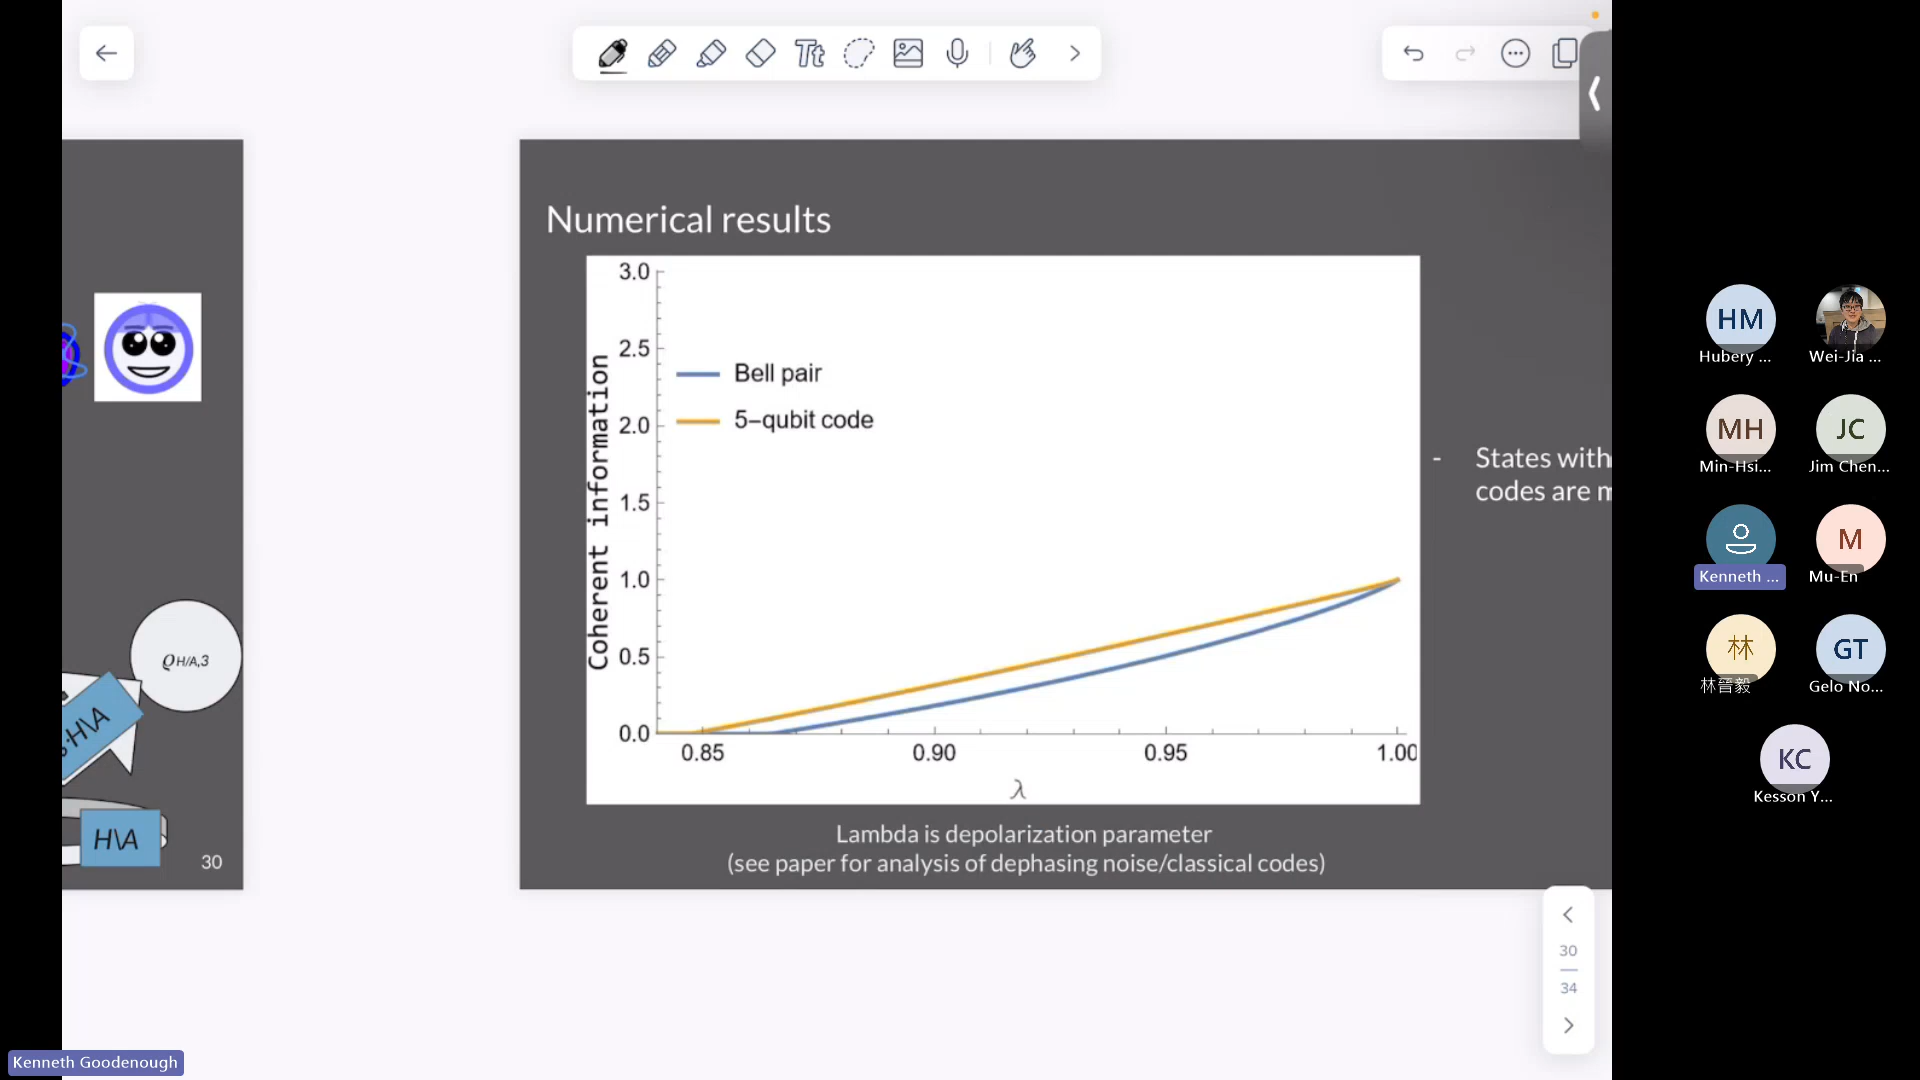 Tt
Numerical results
3.0
2.5
2.0
1.5
1.0
0.5
0.0
Coherent information
Bell pair
5-qubit code
0.85
0.90
0.95
1.00
λ
Lambda is depolarization parameter
(see paper for analysis of dephasing noise/classical codes)
- States with
codes are m
ϱH/A,3
H\A
H\A
30
30
34
HM
Hubery ...
Wei-Jia ...
MH
Min-Hsi...
JC
Jim Chen...
Kenneth ...
M
Mu-En
林
林晉毅
GT
Gelo No...
KC
Kesson Y...
Kenneth Goodenough